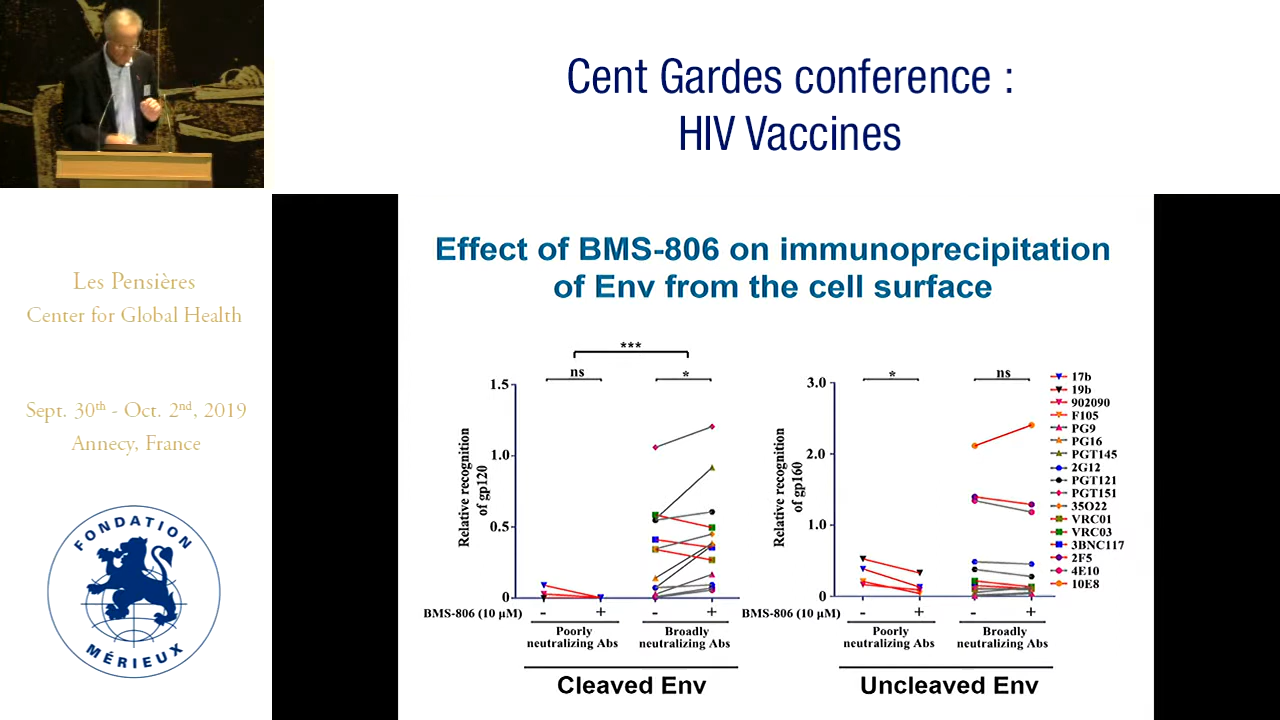 Cent Gardes conference :
HIV Vaccines
Les Pensières
Center for Global Health
Sept. 30th - Oct. 2nd, 2019
Annecy, France
FONDATION
MÉRIEUX
Effect of BMS-806 on immunoprecipitation
of Env from the cell surface
***
ns
*
1.5
1.0
0.5
0
Relative recognition
of gp120
BMS-806 (10 µM)
-
+
-
+
Poorly
neutralizing Abs
Broadly
neutralizing Abs
Cleaved Env
*
ns
3.0
2.0
1.0
0
Relative recognition
of gp160
BMS-806 (10 µM)
-
+
-
+
Poorly
neutralizing Abs
Broadly
neutralizing Abs
Uncleaved Env
17b
19b
902090
F105
PG9
PG16
PGT145
2G12
PGT121
PGT151
35O22
VRC01
VRC03
3BNC117
2F5
4E10
10E8